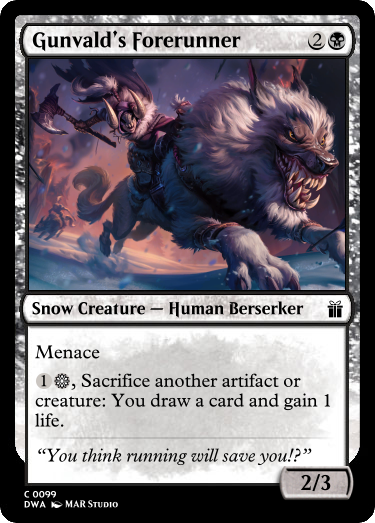 Gunvald's Forerunner 2
Snow Creature — Human Berserker
Menace
1 , Sacrifice another artifact or
creature: You draw a card and gain 1
life.
“You think running will save you!?”
2/3
C 0099
DWA MAR STUDIO